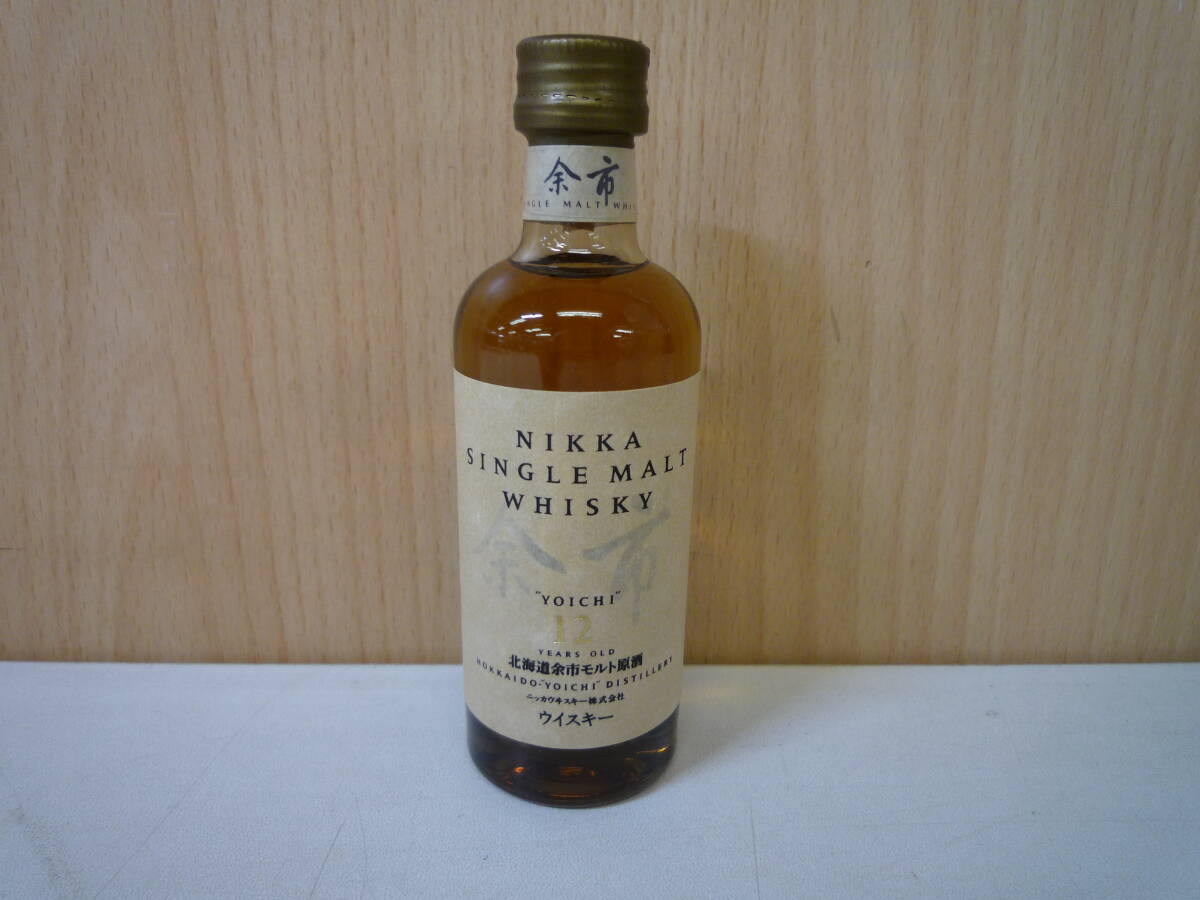 余市
NGLE MALT WHIS
NIKKA
SINGLE MALT
WHISKY
余市
"YOICHI"
12
YEARS OLD
北海道余市モルト原酒
HOKKAIDO-"YOICHI" DISTILLERY
ニッカウヰスキー株式会社
ウイスキー